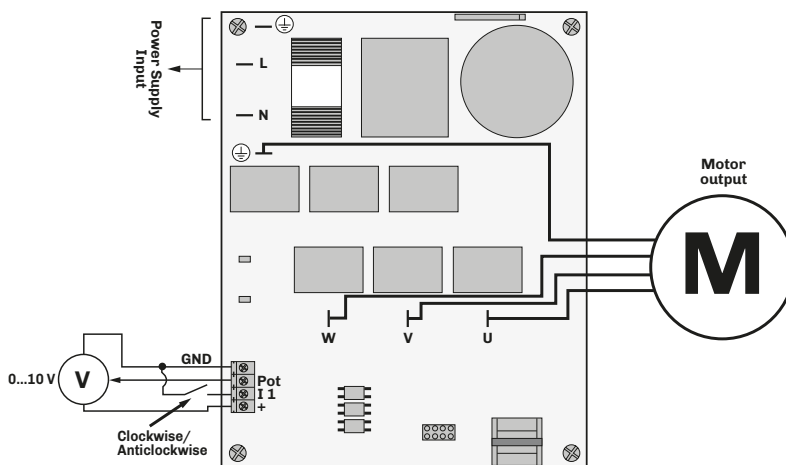 Power Supply
Input
L
N
Motor
output
M
W
V
U
GND
0...10 V
V
Pot
I 1
+
Clockwise/
Anticlockwise